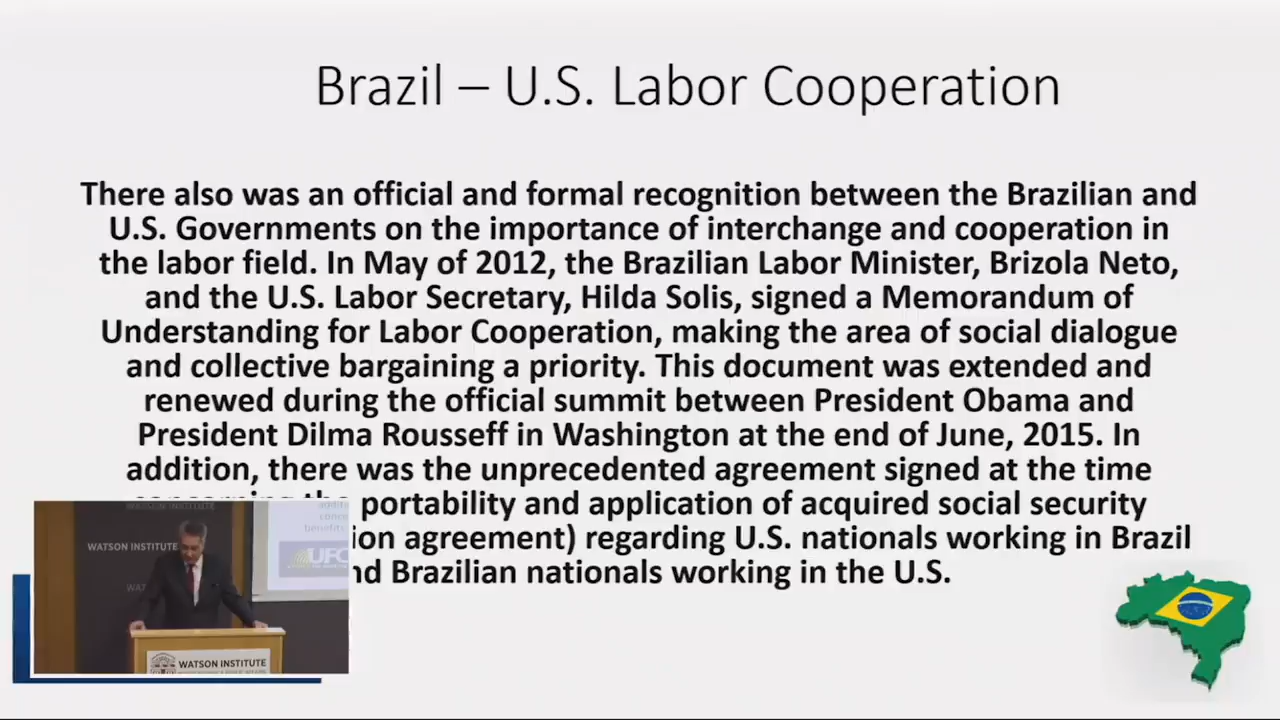 Brazil – U.S. Labor Cooperation
There also was an official and formal recognition between the Brazilian and
U.S. Governments on the importance of interchange and cooperation in
the labor field. In May of 2012, the Brazilian Labor Minister, Brizola Neto,
and the U.S. Labor Secretary, Hilda Solis, signed a Memorandum of
Understanding for Labor Cooperation, making the area of social dialogue
and collective bargaining a priority. This document was extended and
renewed during the official summit between President Obama and
President Dilma Rousseff in Washington at the end of June, 2015. In
addition, there was the unprecedented agreement signed at the time
concerning the portability and application of acquired social security
ion agreement) regarding U.S. nationals working in Brazil
nd Brazilian nationals working in the U.S.
WATSON INSTITUTE
WATSON INSTITUTE
benefits
UFC
WATSON INSTITUTE